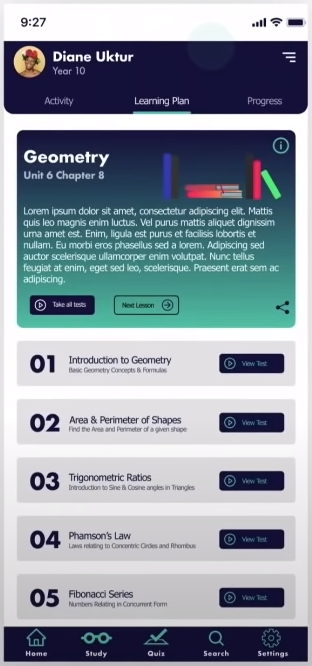 9:27
Diane Uktur
Year 10
Activity Learning Plan Progress
Geometry
Unit 6 Chapter 8
Lorem ipsum dolor sit amet, consectetur adipiscing elit. Mattis
quis leo magnis enim luctus. Vel purus mattis aliquet dignissim
urna amet est. Enim, ligula est purus et facilisis lobortis et
nullam. Eu morbi eros phasellus sed a lorem. Adipiscing sed
auctor scelerisque ullamcorper enim volutpat. Nunc tellus
feugiat at enim, eget sed leo, scelerisque. Praesent erat sem ac
adipiscing.
Take all tests Next Lesson
01 Introduction to Geometry View Test
Basic Geometry Concepts & Formulas
02 Area & Perimeter of Shapes View Test
Find the Area and Perimeter of a given shape
03 Trigonometric Ratios View Test
Introduction to Sine & Cosine angles in Triangles
04 Phamson's Law View Test
Laws relating to Concentric Circles and Rhombus
05 Fibonacci Series View Test
Numbers Relating in Concurrent Form
Home Study Quiz Search Settings